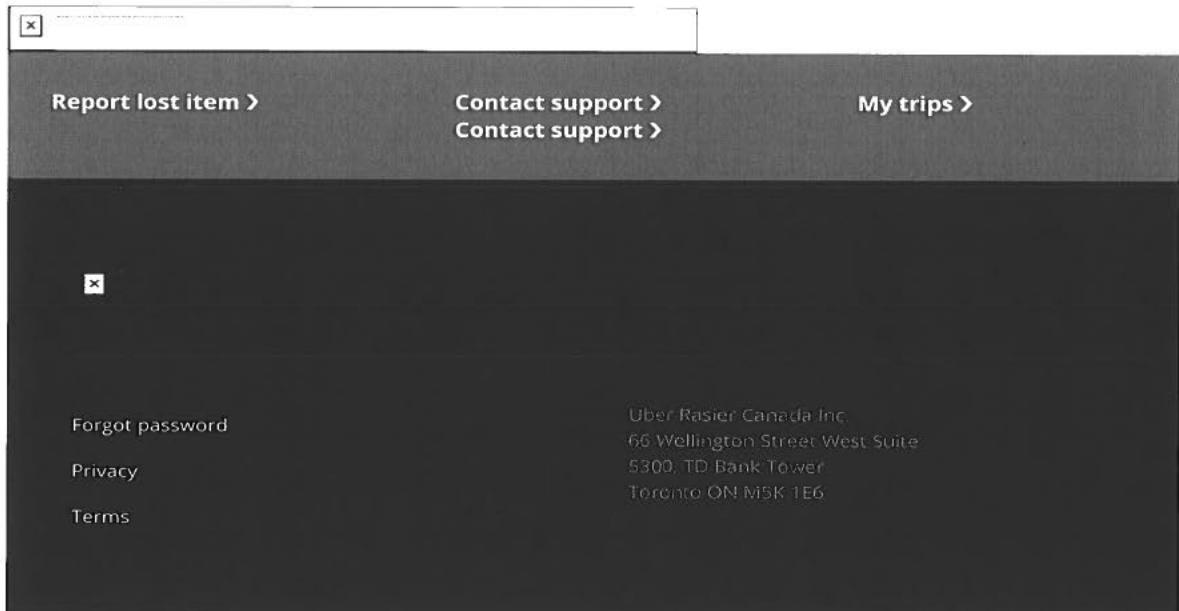 Report lost item ❯
Contact support ❯
Contact support ❯
My trips ❯
Forgot password
Privacy
Terms
Uber Rasier Canada Inc.
66 Wellington Street West Suite
5300, TD Bank Tower
Toronto ON M5K 1E6